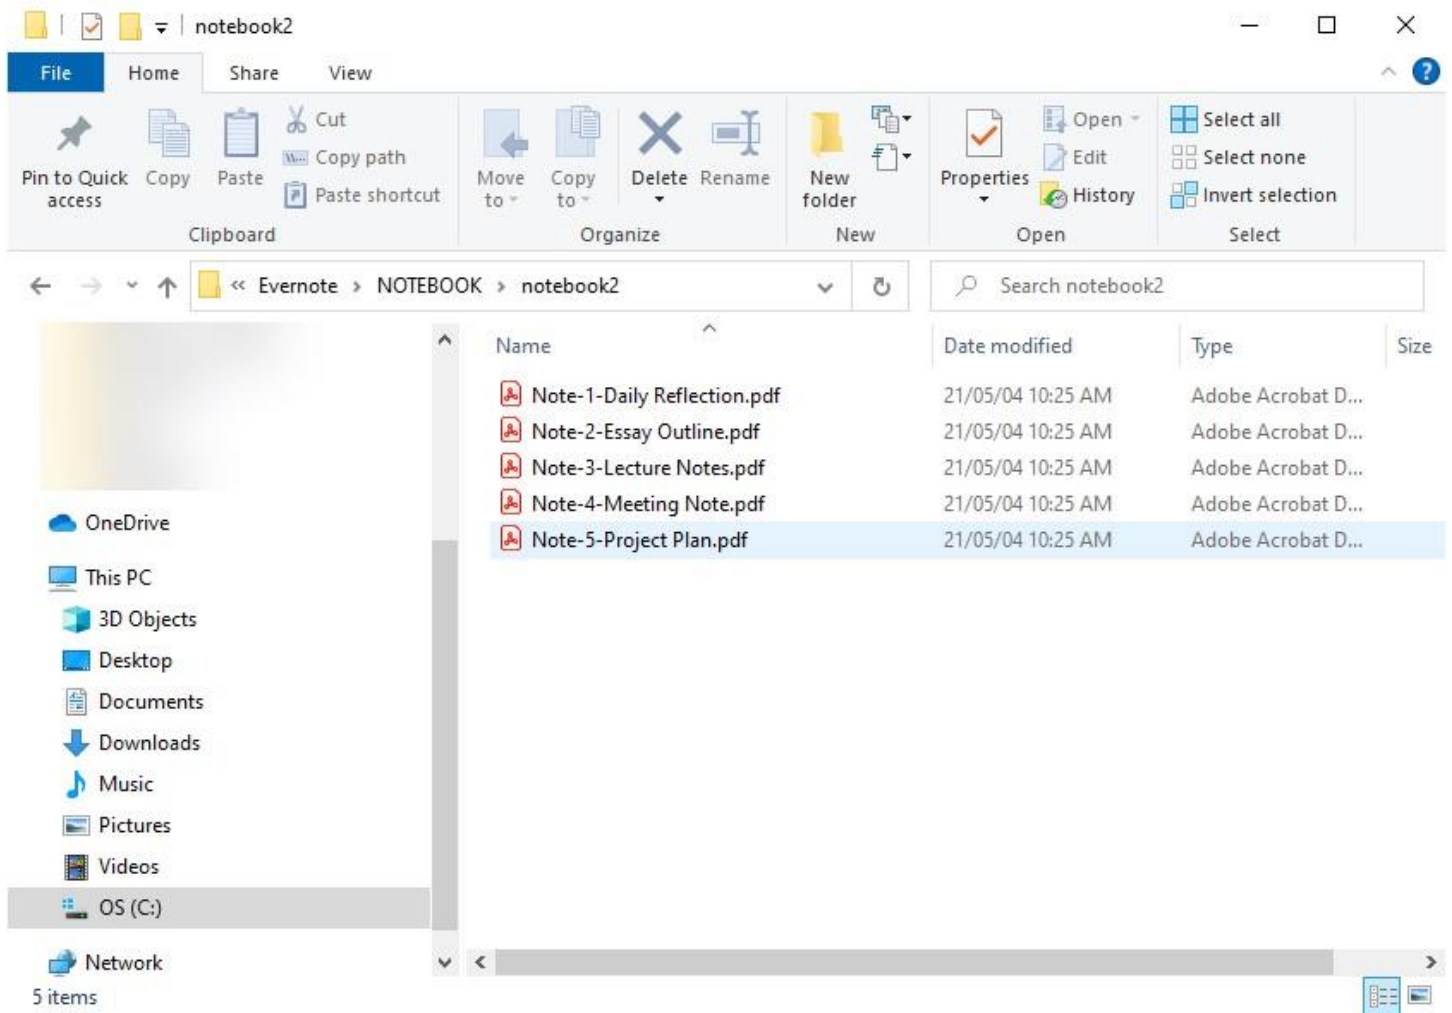 notebook2
File Home Share View
Pin to Quick access
Copy
Paste
Cut
Copy path
Paste shortcut
Clipboard
Move to
Copy to
Delete
Rename
Organize
New folder
New
Properties
Open
Edit
History
Open
Select all
Select none
Invert selection
Select
« Evernote › NOTEBOOK › notebook2
Search notebook2
OneDrive
This PC
3D Objects
Desktop
Documents
Downloads
Music
Pictures
Videos
OS (C:)
Network
Name Date modified Type Size
Note-1-Daily Reflection.pdf 21/05/04 10:25 AM Adobe Acrobat D...
Note-2-Essay Outline.pdf 21/05/04 10:25 AM Adobe Acrobat D...
Note-3-Lecture Notes.pdf 21/05/04 10:25 AM Adobe Acrobat D...
Note-4-Meeting Note.pdf 21/05/04 10:25 AM Adobe Acrobat D...
Note-5-Project Plan.pdf 21/05/04 10:25 AM Adobe Acrobat D...
5 items